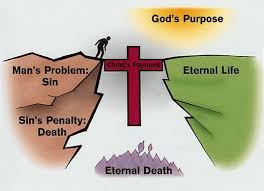 God's Purpose
Man's Problem:
Sin
Christ's Payment
Eternal Life
Sin's Penalty:
Death
Eternal Death